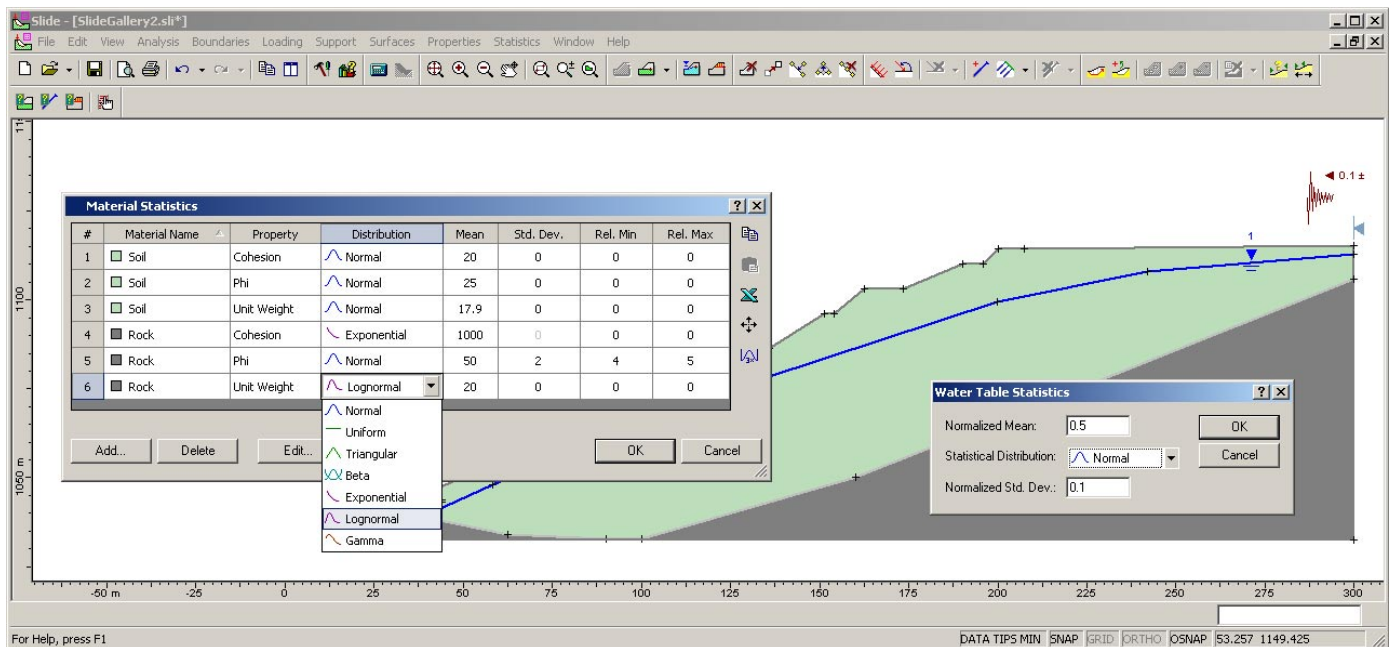 Slide - [SlideGallery2.sli*]
File Edit View Analysis Boundaries Loading Support Surfaces Properties Statistics Window Help
0.1 ±
1
1100
1050 m
Material Statistics
# Material Name Property Distribution Mean Std. Dev. Rel. Min Rel. Max
1 Soil Cohesion Normal 20 0 0 0
2 Soil Phi Normal 25 0 0 0
3 Soil Unit Weight Normal 17.9 0 0 0
4 Rock Cohesion Exponential 1000 0 0 0
5 Rock Phi Normal 50 2 4 5
6 Rock Unit Weight Lognormal 20 0 0 0
Normal
Uniform
Triangular
Beta
Exponential
Lognormal
Gamma
Add... Delete Edit... OK Cancel
Water Table Statistics
Normalized Mean: 0.5 OK
Statistical Distribution: Normal Cancel
Normalized Std. Dev.: 0.1
-50 m -25 0 25 50 75 100 125 150 175 200 225 250 275 300
For Help, press F1 DATA TIPS MIN SNAP GRID ORTHO OSNAP 53.257 1149.425